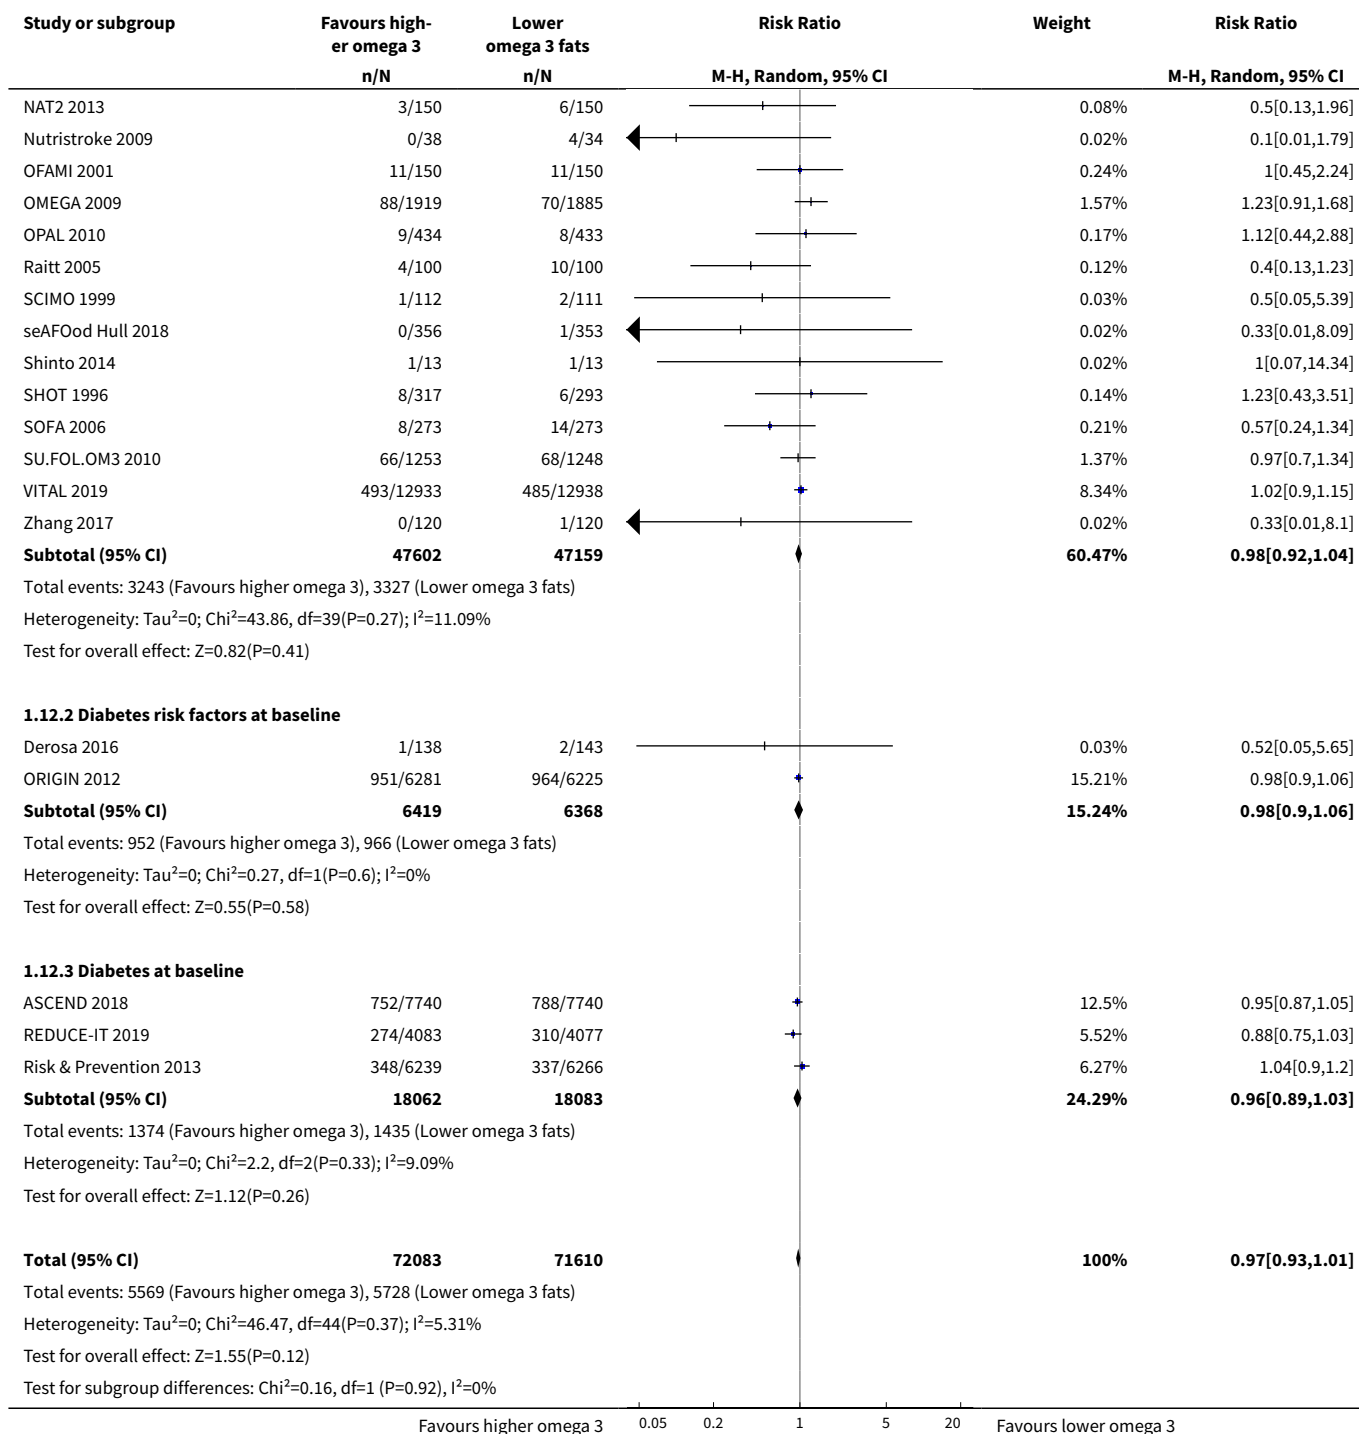 Study or subgroup Favours high- Lower Risk Ratio Weight Risk Ratio
er omega 3 omega 3 fats
n/N n/N M-H, Random, 95% CI M-H, Random, 95% CI
NAT2 2013 3/150 6/150 0.08% 0.5[0.13,1.96]
Nutristroke 2009 0/38 4/34 0.02% 0.1[0.01,1.79]
OFAMI 2001 11/150 11/150 0.24% 1[0.45,2.24]
OMEGA 2009 88/1919 70/1885 1.57% 1.23[0.91,1.68]
OPAL 2010 9/434 8/433 0.17% 1.12[0.44,2.88]
Raitt 2005 4/100 10/100 0.12% 0.4[0.13,1.23]
SCIMO 1999 1/112 2/111 0.03% 0.5[0.05,5.39]
seAFOod Hull 2018 0/356 1/353 0.02% 0.33[0.01,8.09]
Shinto 2014 1/13 1/13 0.02% 1[0.07,14.34]
SHOT 1996 8/317 6/293 0.14% 1.23[0.43,3.51]
SOFA 2006 8/273 14/273 0.21% 0.57[0.24,1.34]
SU.FOL.OM3 2010 66/1253 68/1248 1.37% 0.97[0.7,1.34]
VITAL 2019 493/12933 485/12938 8.34% 1.02[0.9,1.15]
Zhang 2017 0/120 1/120 0.02% 0.33[0.01,8.1]
Subtotal (95% CI) 47602 47159 60.47% 0.98[0.92,1.04]
Total events: 3243 (Favours higher omega 3), 3327 (Lower omega 3 fats)
Heterogeneity: Tau²=0; Chi²=43.86, df=39(P=0.27); I²=11.09%
Test for overall effect: Z=0.82(P=0.41)
1.12.2 Diabetes risk factors at baseline
Derosa 2016 1/138 2/143 0.03% 0.52[0.05,5.65]
ORIGIN 2012 951/6281 964/6225 15.21% 0.98[0.9,1.06]
Subtotal (95% CI) 6419 6368 15.24% 0.98[0.9,1.06]
Total events: 952 (Favours higher omega 3), 966 (Lower omega 3 fats)
Heterogeneity: Tau²=0; Chi²=0.27, df=1(P=0.6); I²=0%
Test for overall effect: Z=0.55(P=0.58)
1.12.3 Diabetes at baseline
ASCEND 2018 752/7740 788/7740 12.5% 0.95[0.87,1.05]
REDUCE-IT 2019 274/4083 310/4077 5.52% 0.88[0.75,1.03]
Risk & Prevention 2013 348/6239 337/6266 6.27% 1.04[0.9,1.2]
Subtotal (95% CI) 18062 18083 24.29% 0.96[0.89,1.03]
Total events: 1374 (Favours higher omega 3), 1435 (Lower omega 3 fats)
Heterogeneity: Tau²=0; Chi²=2.2, df=2(P=0.33); I²=9.09%
Test for overall effect: Z=1.12(P=0.26)
Total (95% CI) 72083 71610 100% 0.97[0.93,1.01]
Total events: 5569 (Favours higher omega 3), 5728 (Lower omega 3 fats)
Heterogeneity: Tau²=0; Chi²=46.47, df=44(P=0.37); I²=5.31%
Test for overall effect: Z=1.55(P=0.12)
Test for subgroup differences: Chi²=0.16, df=1 (P=0.92), I²=0%
Favours higher omega 3 0.05 0.2 1 5 20 Favours lower omega 3